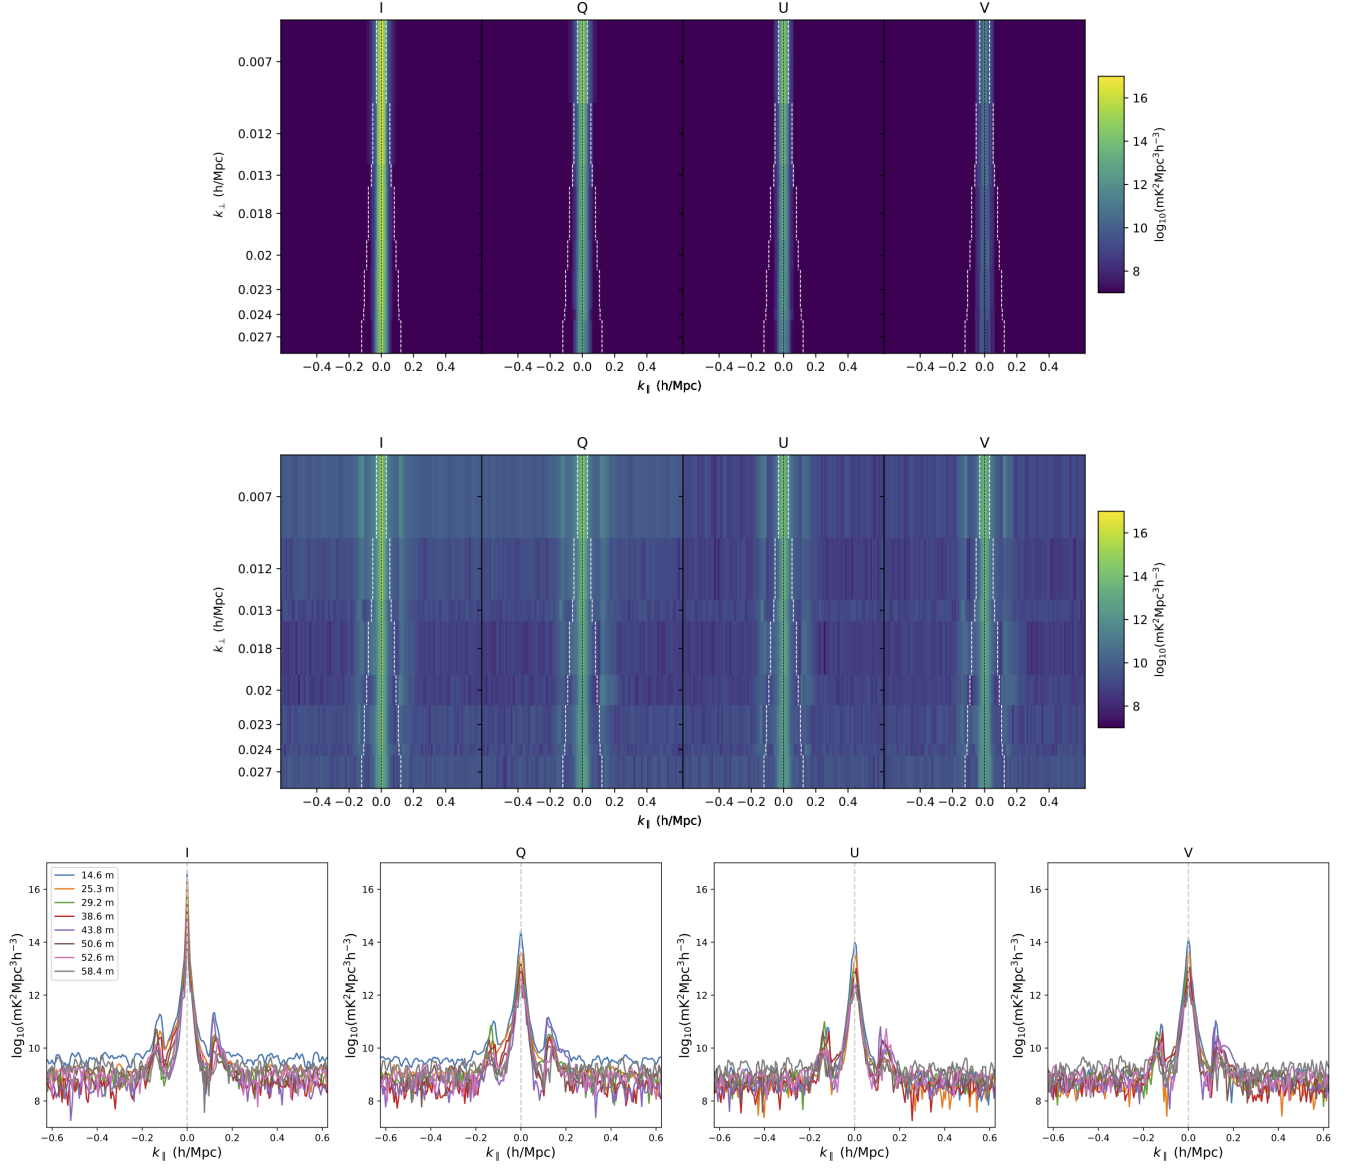 I Q U V
0.007
0.012
0.013
0.018
0.02
0.023
0.024
0.027
k⊥ (h/Mpc)
−0.4 −0.2 0.0 0.2 0.4 −0.4 −0.2 0.0 0.2 0.4 −0.4 −0.2 0.0 0.2 0.4 −0.4 −0.2 0.0 0.2 0.4
k∥ (h/Mpc)
16
14
12
10
8
log₁₀(mK²Mpc³h⁻³)
I Q U V
0.007
0.012
0.013
0.018
0.02
0.023
0.024
0.027
k⊥ (h/Mpc)
−0.4 −0.2 0.0 0.2 0.4 −0.4 −0.2 0.0 0.2 0.4 −0.4 −0.2 0.0 0.2 0.4 −0.4 −0.2 0.0 0.2 0.4
k∥ (h/Mpc)
16
14
12
10
8
log₁₀(mK²Mpc³h⁻³)
I
14.6 m
25.3 m
29.2 m
38.6 m
43.8 m
50.6 m
52.6 m
58.4 m
16
14
12
10
8
log₁₀(mK²Mpc³h⁻³)
−0.6 −0.4 −0.2 0.0 0.2 0.4 0.6
k∥ (h/Mpc)
Q
16
14
12
10
8
log₁₀(mK²Mpc³h⁻³)
−0.6 −0.4 −0.2 0.0 0.2 0.4 0.6
k∥ (h/Mpc)
U
16
14
12
10
8
log₁₀(mK²Mpc³h⁻³)
−0.6 −0.4 −0.2 0.0 0.2 0.4 0.6
k∥ (h/Mpc)
V
16
14
12
10
8
log₁₀(mK²Mpc³h⁻³)
−0.6 −0.4 −0.2 0.0 0.2 0.4 0.6
k∥ (h/Mpc)